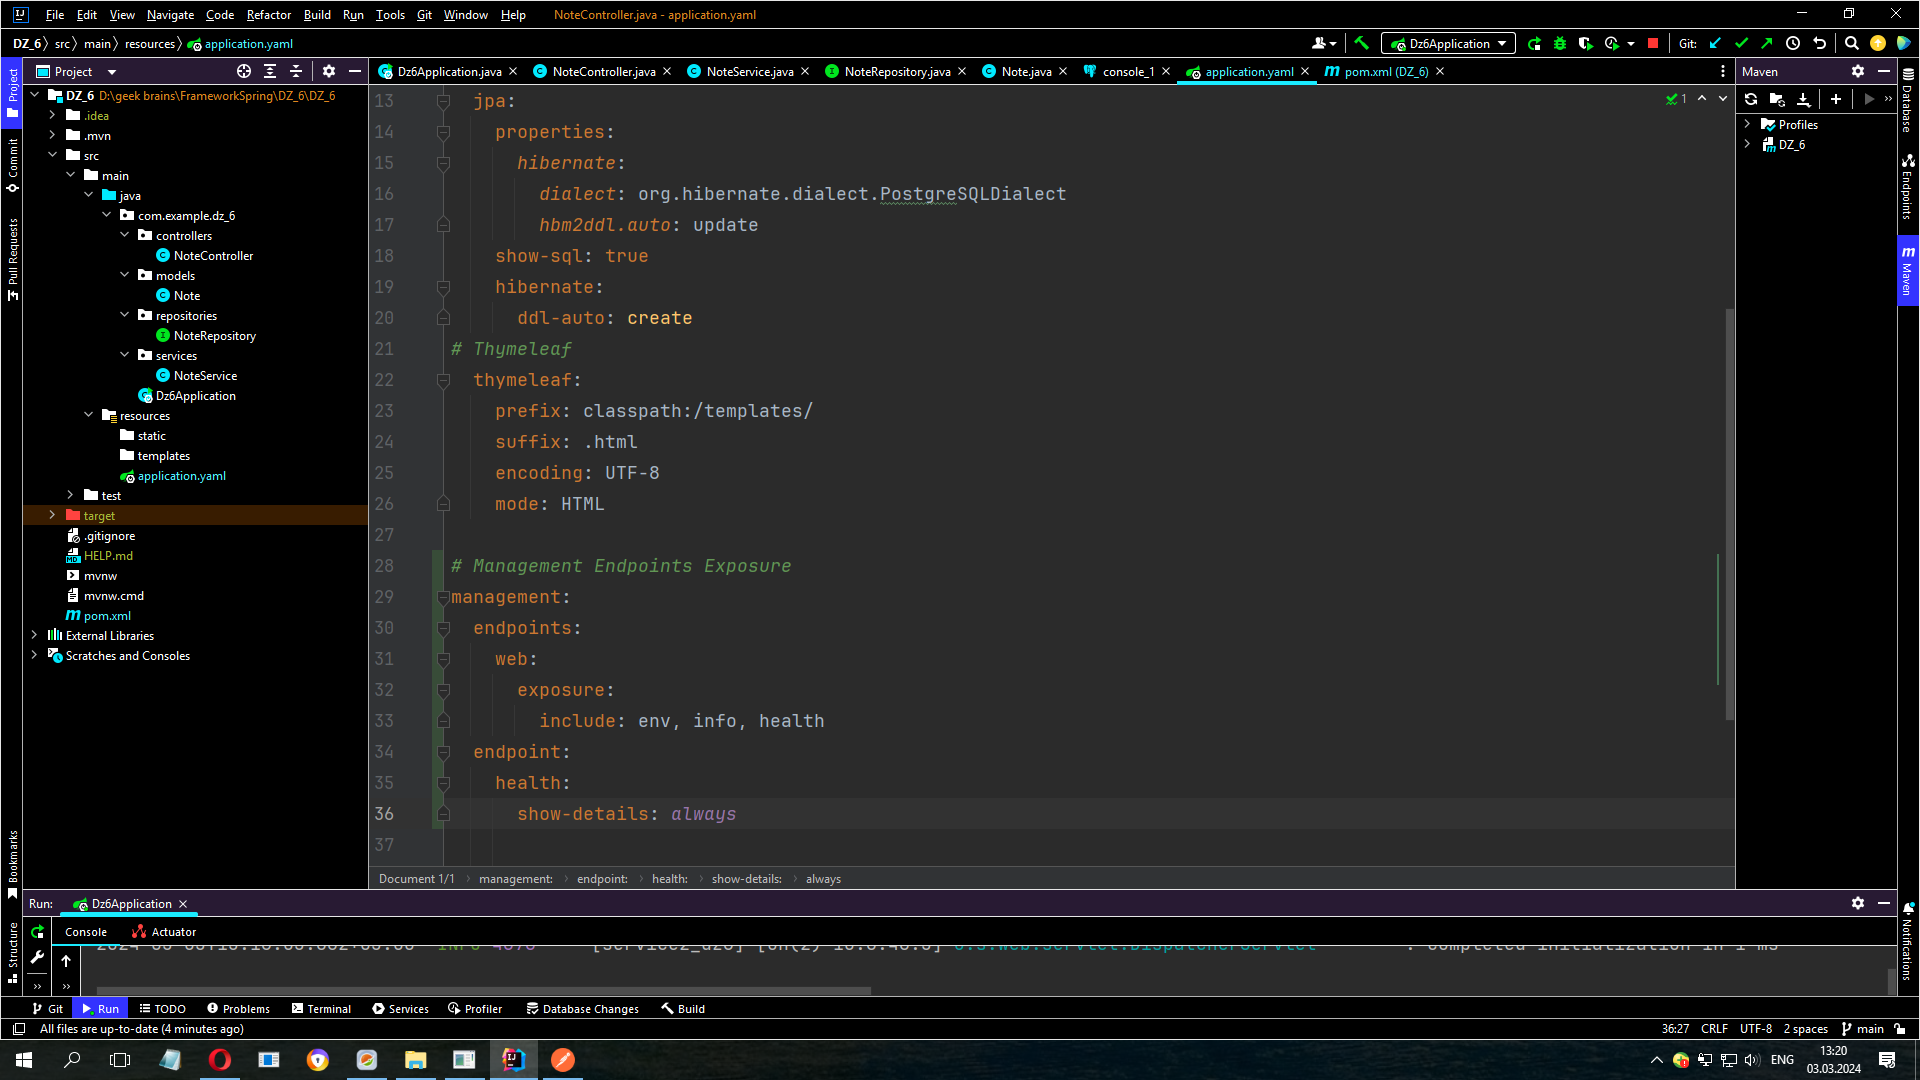 File Edit View Navigate Code Refactor Build Run Tools Git Window Help NoteController.java - application.yaml
DZ_6 src main resources application.yaml
Dz6Application
Git:
Project
Dz6Application.java NoteController.java NoteService.java NoteRepository.java Note.java console_1 application.yaml pom.xml (DZ_6)
Maven
Project
Commit
Pull Requests
Bookmarks
Structure
DZ_6 D:\geek brains\FrameworkSpring\DZ_6\DZ_6
.idea
.mvn
src
main
java
com.example.dz_6
controllers
NoteController
models
Note
repositories
NoteRepository
services
NoteService
Dz6Application
resources
static
templates
application.yaml
test
target
.gitignore
HELP.md
mvnw
mvnw.cmd
pom.xml
External Libraries
Scratches and Consoles
13 jpa:
14 properties:
15 hibernate:
16 dialect: org.hibernate.dialect.PostgreSQLDialect
17 hbm2ddl.auto: update
18 show-sql: true
19 hibernate:
20 ddl-auto: create
21 # Thymeleaf
22 thymeleaf:
23 prefix: classpath:/templates/
24 suffix: .html
25 encoding: UTF-8
26 mode: HTML
27
28 # Management Endpoints Exposure
29 management:
30 endpoints:
31 web:
32 exposure:
33 include: env, info, health
34 endpoint:
35 health:
36 show-details: always
37
1
Document 1/1 management: endpoint: health: show-details: always
Profiles
DZ_6
Database
Endpoints
Maven
Notifications
Run: Dz6Application
Console Actuator
: Completed initialization in 1 ms
Git Run TODO Problems Terminal Services Profiler Database Changes Build
All files are up-to-date (4 minutes ago)
36:27 CRLF UTF-8 2 spaces main
ENG
13:20
03.03.2024